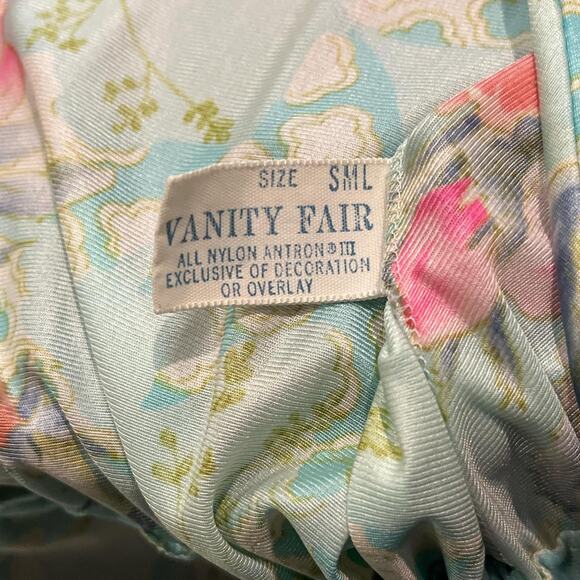 SIZE SML
VANITY FAIR
ALL NYLON ANTRON® III
EXCLUSIVE OF DECORATION
OR OVERLAY